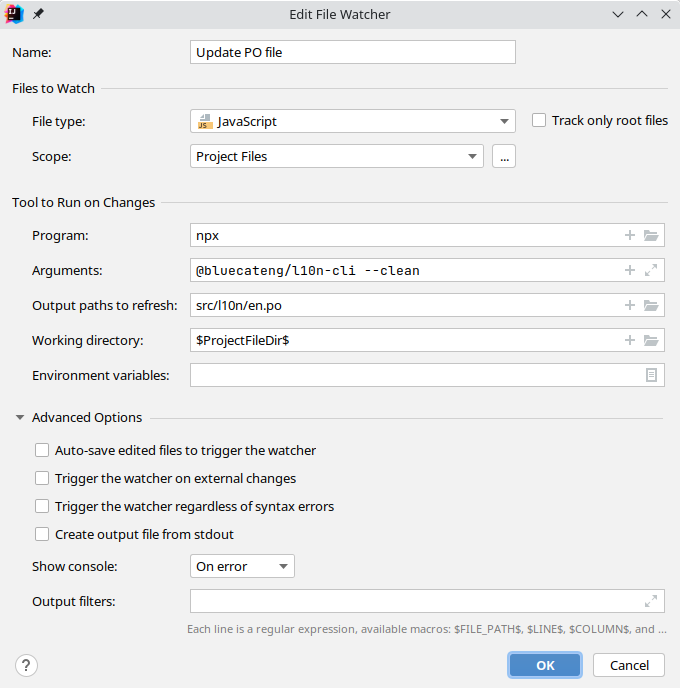 Edit File Watcher
Name: Update PO file
Files to Watch
File type: JavaScript Track only root files
Scope: Project Files ...
Tool to Run on Changes
Program: npx
Arguments: @bluecateng/l10n-cli --clean
Output paths to refresh: src/l10n/en.po
Working directory: $ProjectFileDir$
Environment variables:
Advanced Options
Auto-save edited files to trigger the watcher
Trigger the watcher on external changes
Trigger the watcher regardless of syntax errors
Create output file from stdout
Show console: On error
Output filters:
Each line is a regular expression, available macros: $FILE_PATH$, $LINE$, $COLUMN$, and ...
? OK Cancel